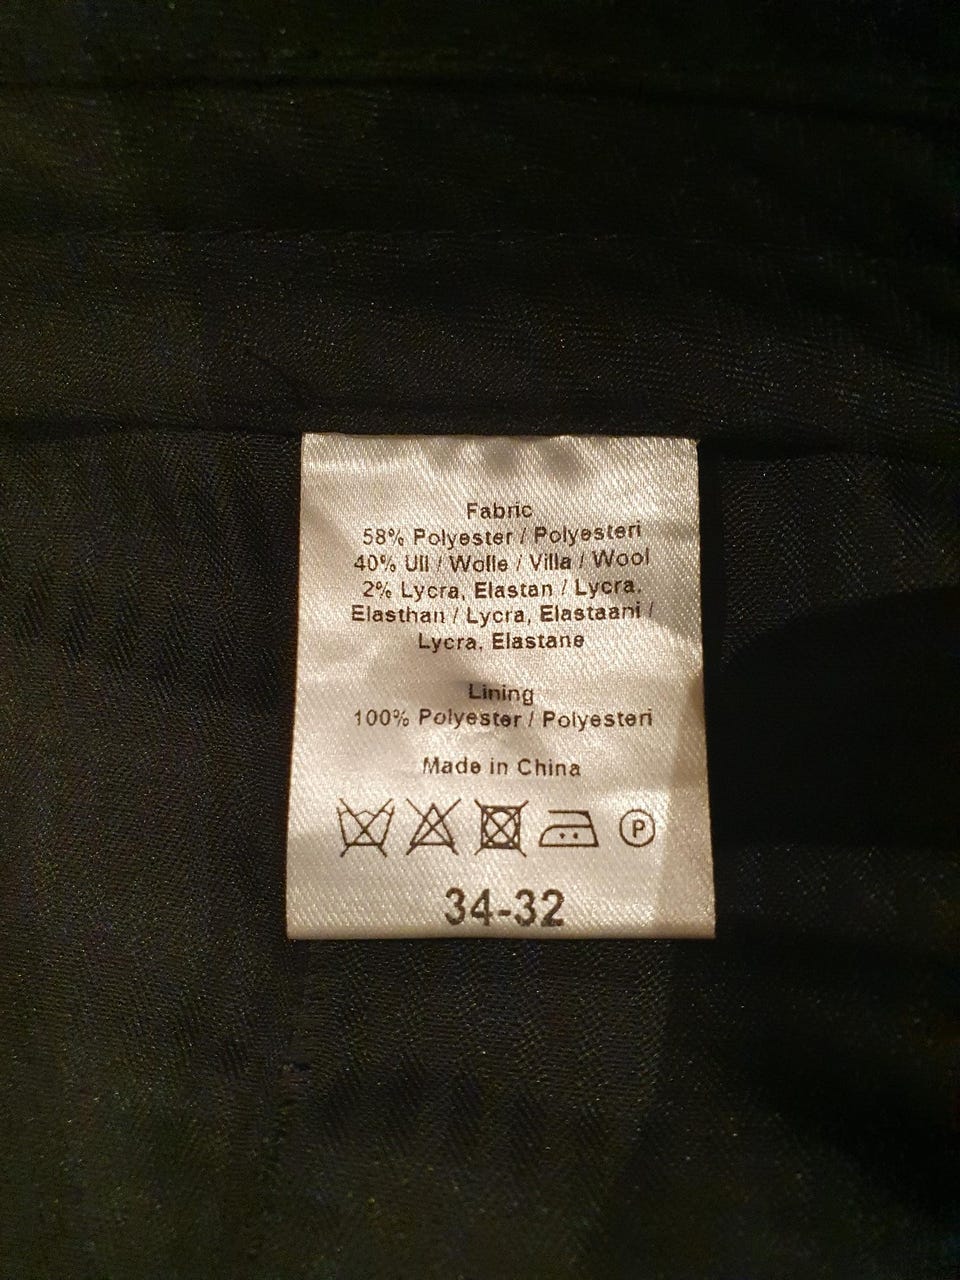 Fabric
58% Polyester / Polyesteri
40% Ull / Wolle / Villa / Wool
2% Lycra, Elastan / Lycra,
Elasthan / Lycra, Elastaani /
Lycra, Elastane
Lining
100% Polyester / Polyesteri
Made in China
P
34-32